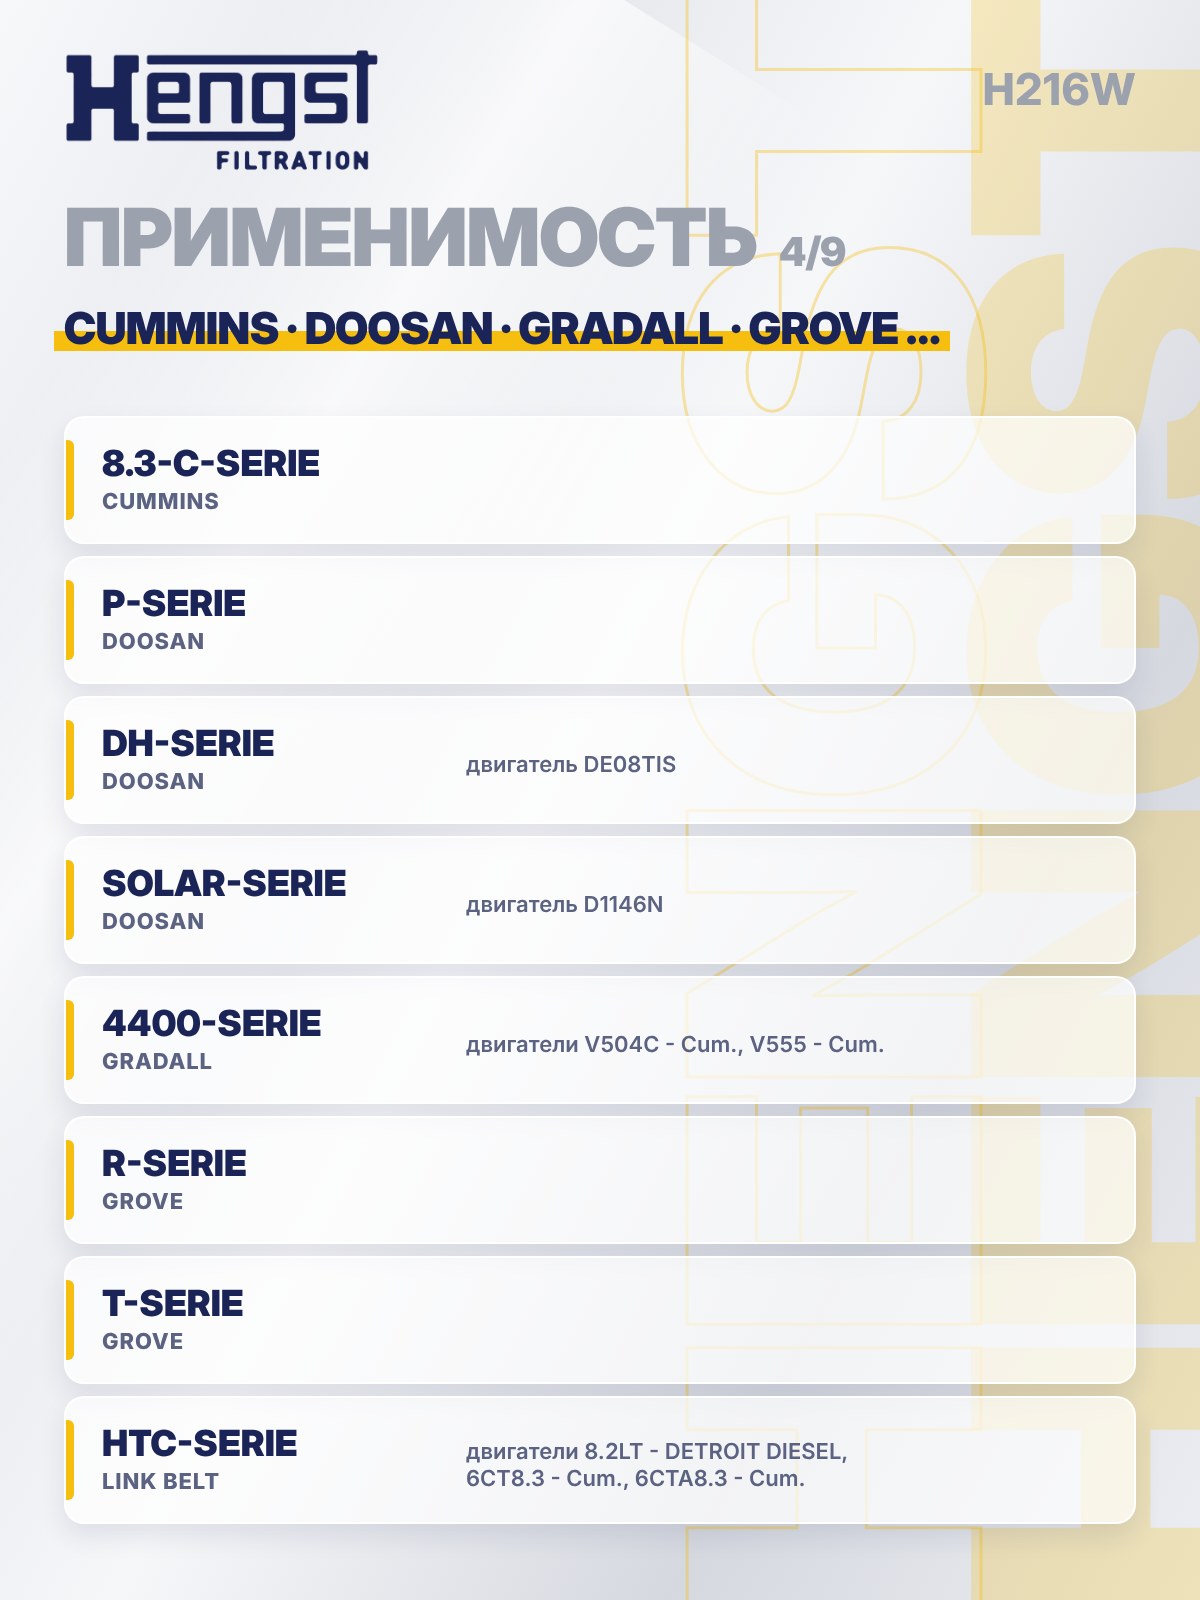 Hengst
FILTRATION
H216W
ПРИМЕНИМОСТЬ 4/9
CUMMINS · DOOSAN · GRADALL · GROVE ...
8.3-C-SERIE
CUMMINS
P-SERIE
DOOSAN
DH-SERIE
DOOSAN
двигатель DE08TIS
SOLAR-SERIE
DOOSAN
двигатель D1146N
4400-SERIE
GRADALL
двигатели V504C - Cum., V555 - Cum.
R-SERIE
GROVE
T-SERIE
GROVE
HTC-SERIE
LINK BELT
двигатели 8.2LT - DETROIT DIESEL,
6CT8.3 - Cum., 6CTA8.3 - Cum.
HENGST
HENGST